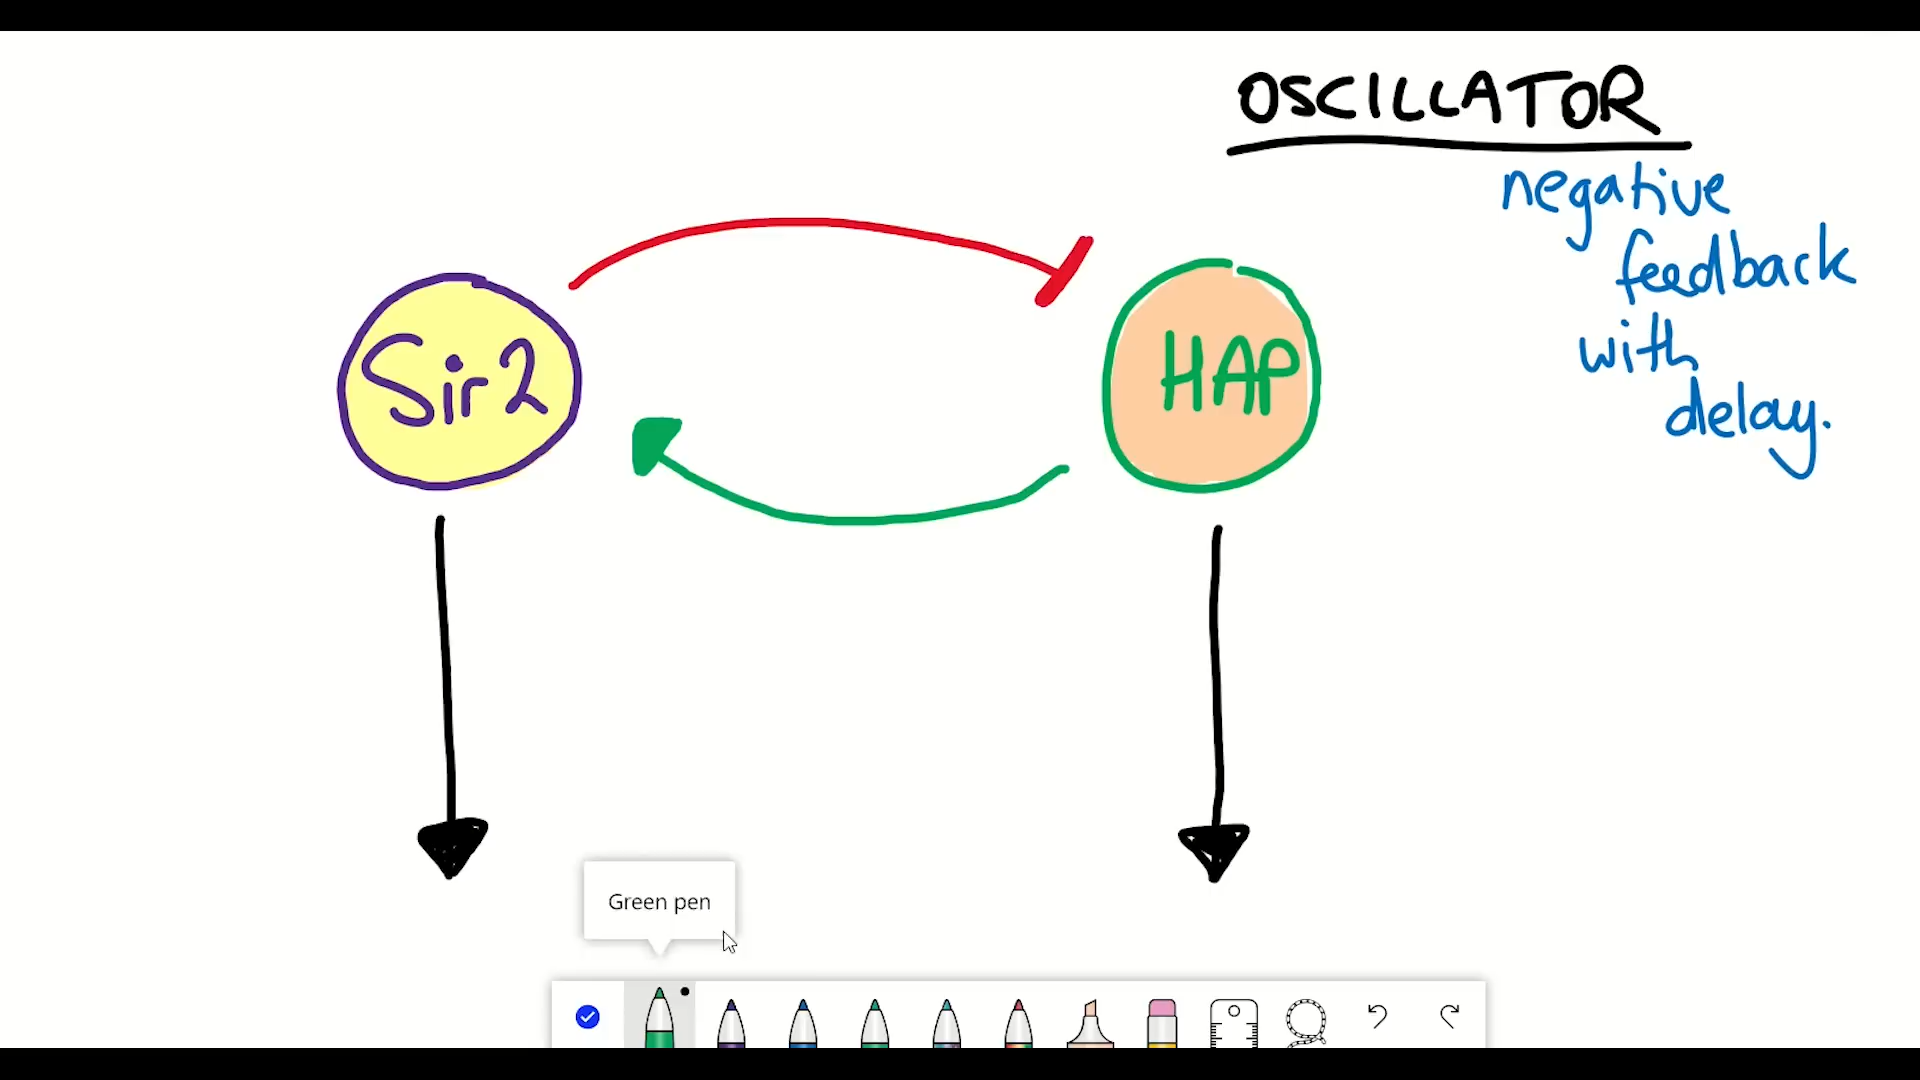 OSCILLATOR
negative
feedback
with
delay.
Sir2
HAP
Green pen